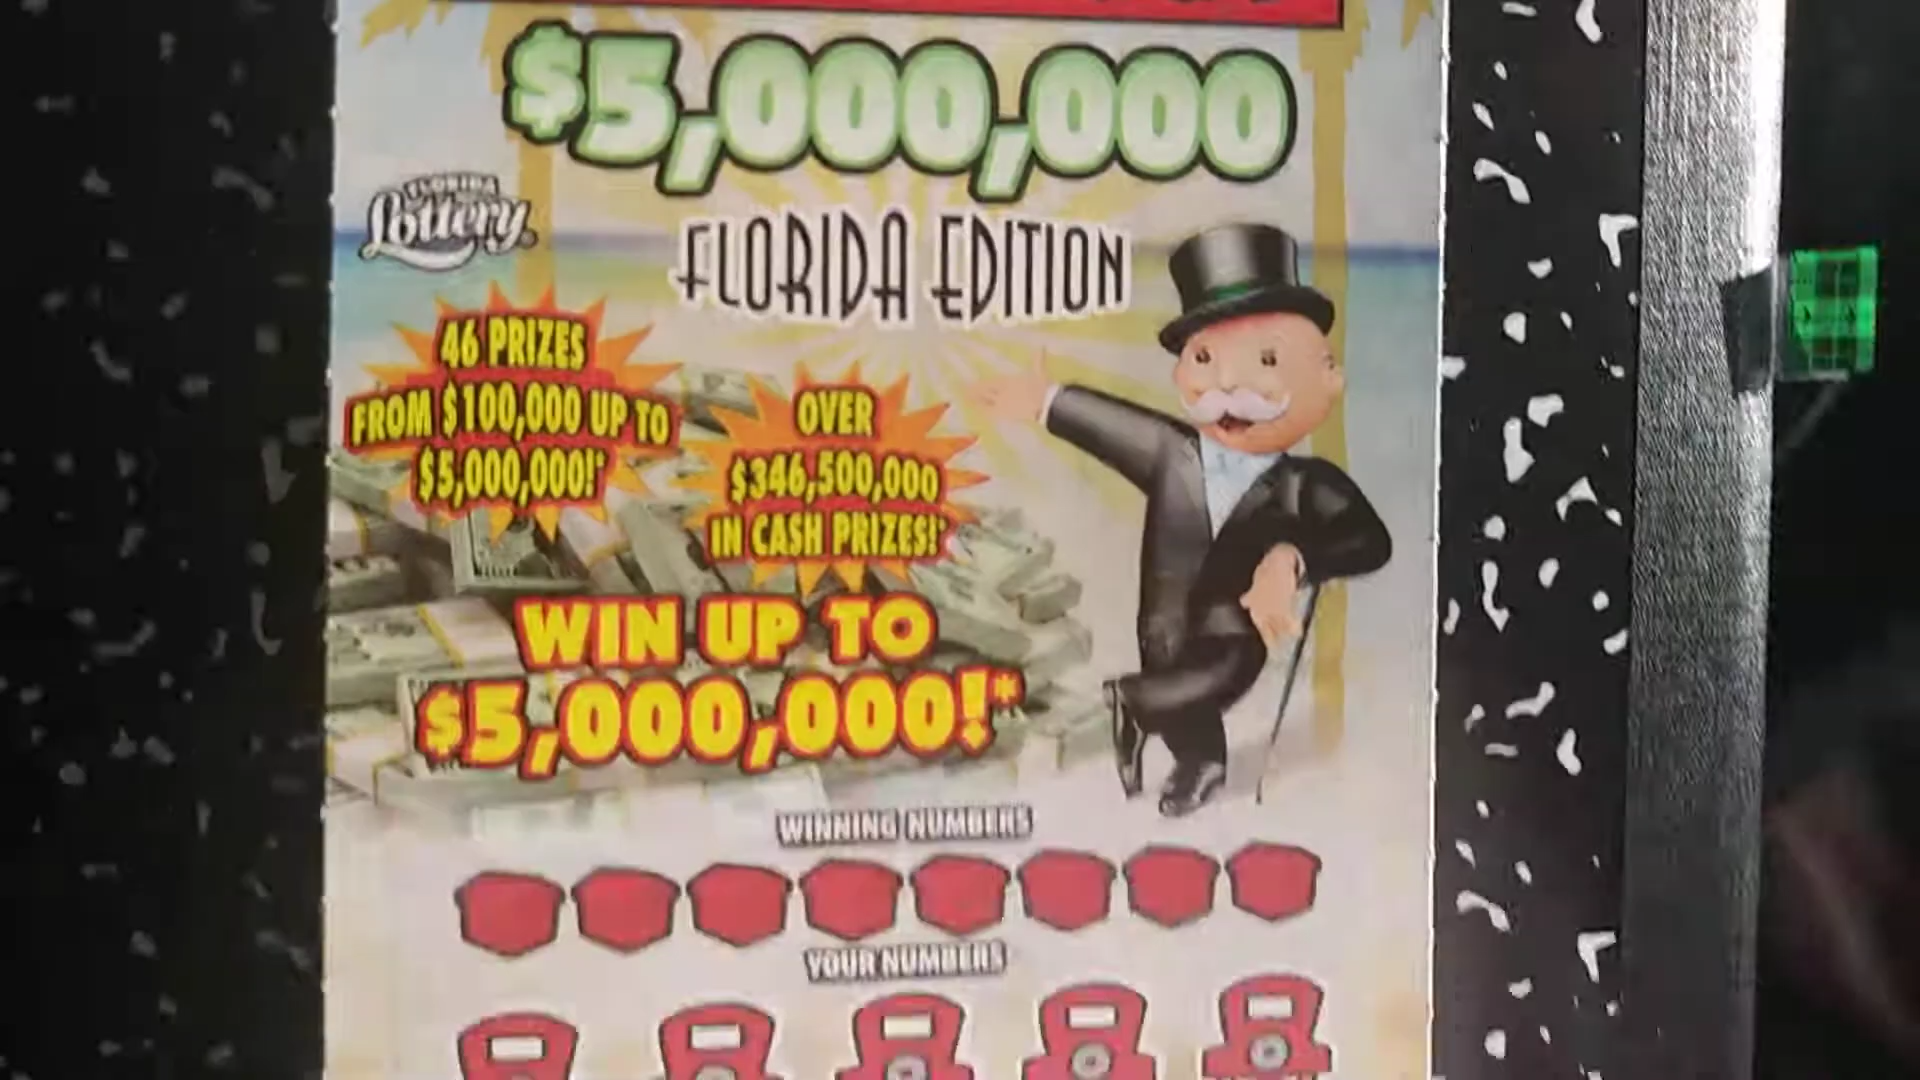 $5,000,000
FLORIDA
Lottery
FLORIDA EDITION
46 PRIZES
FROM $100,000 UP TO
$5,000,000!*
OVER
$346,500,000
IN CASH PRIZES!*
WIN UP TO
$5,000,000!*
WINNING NUMBERS
YOUR NUMBERS